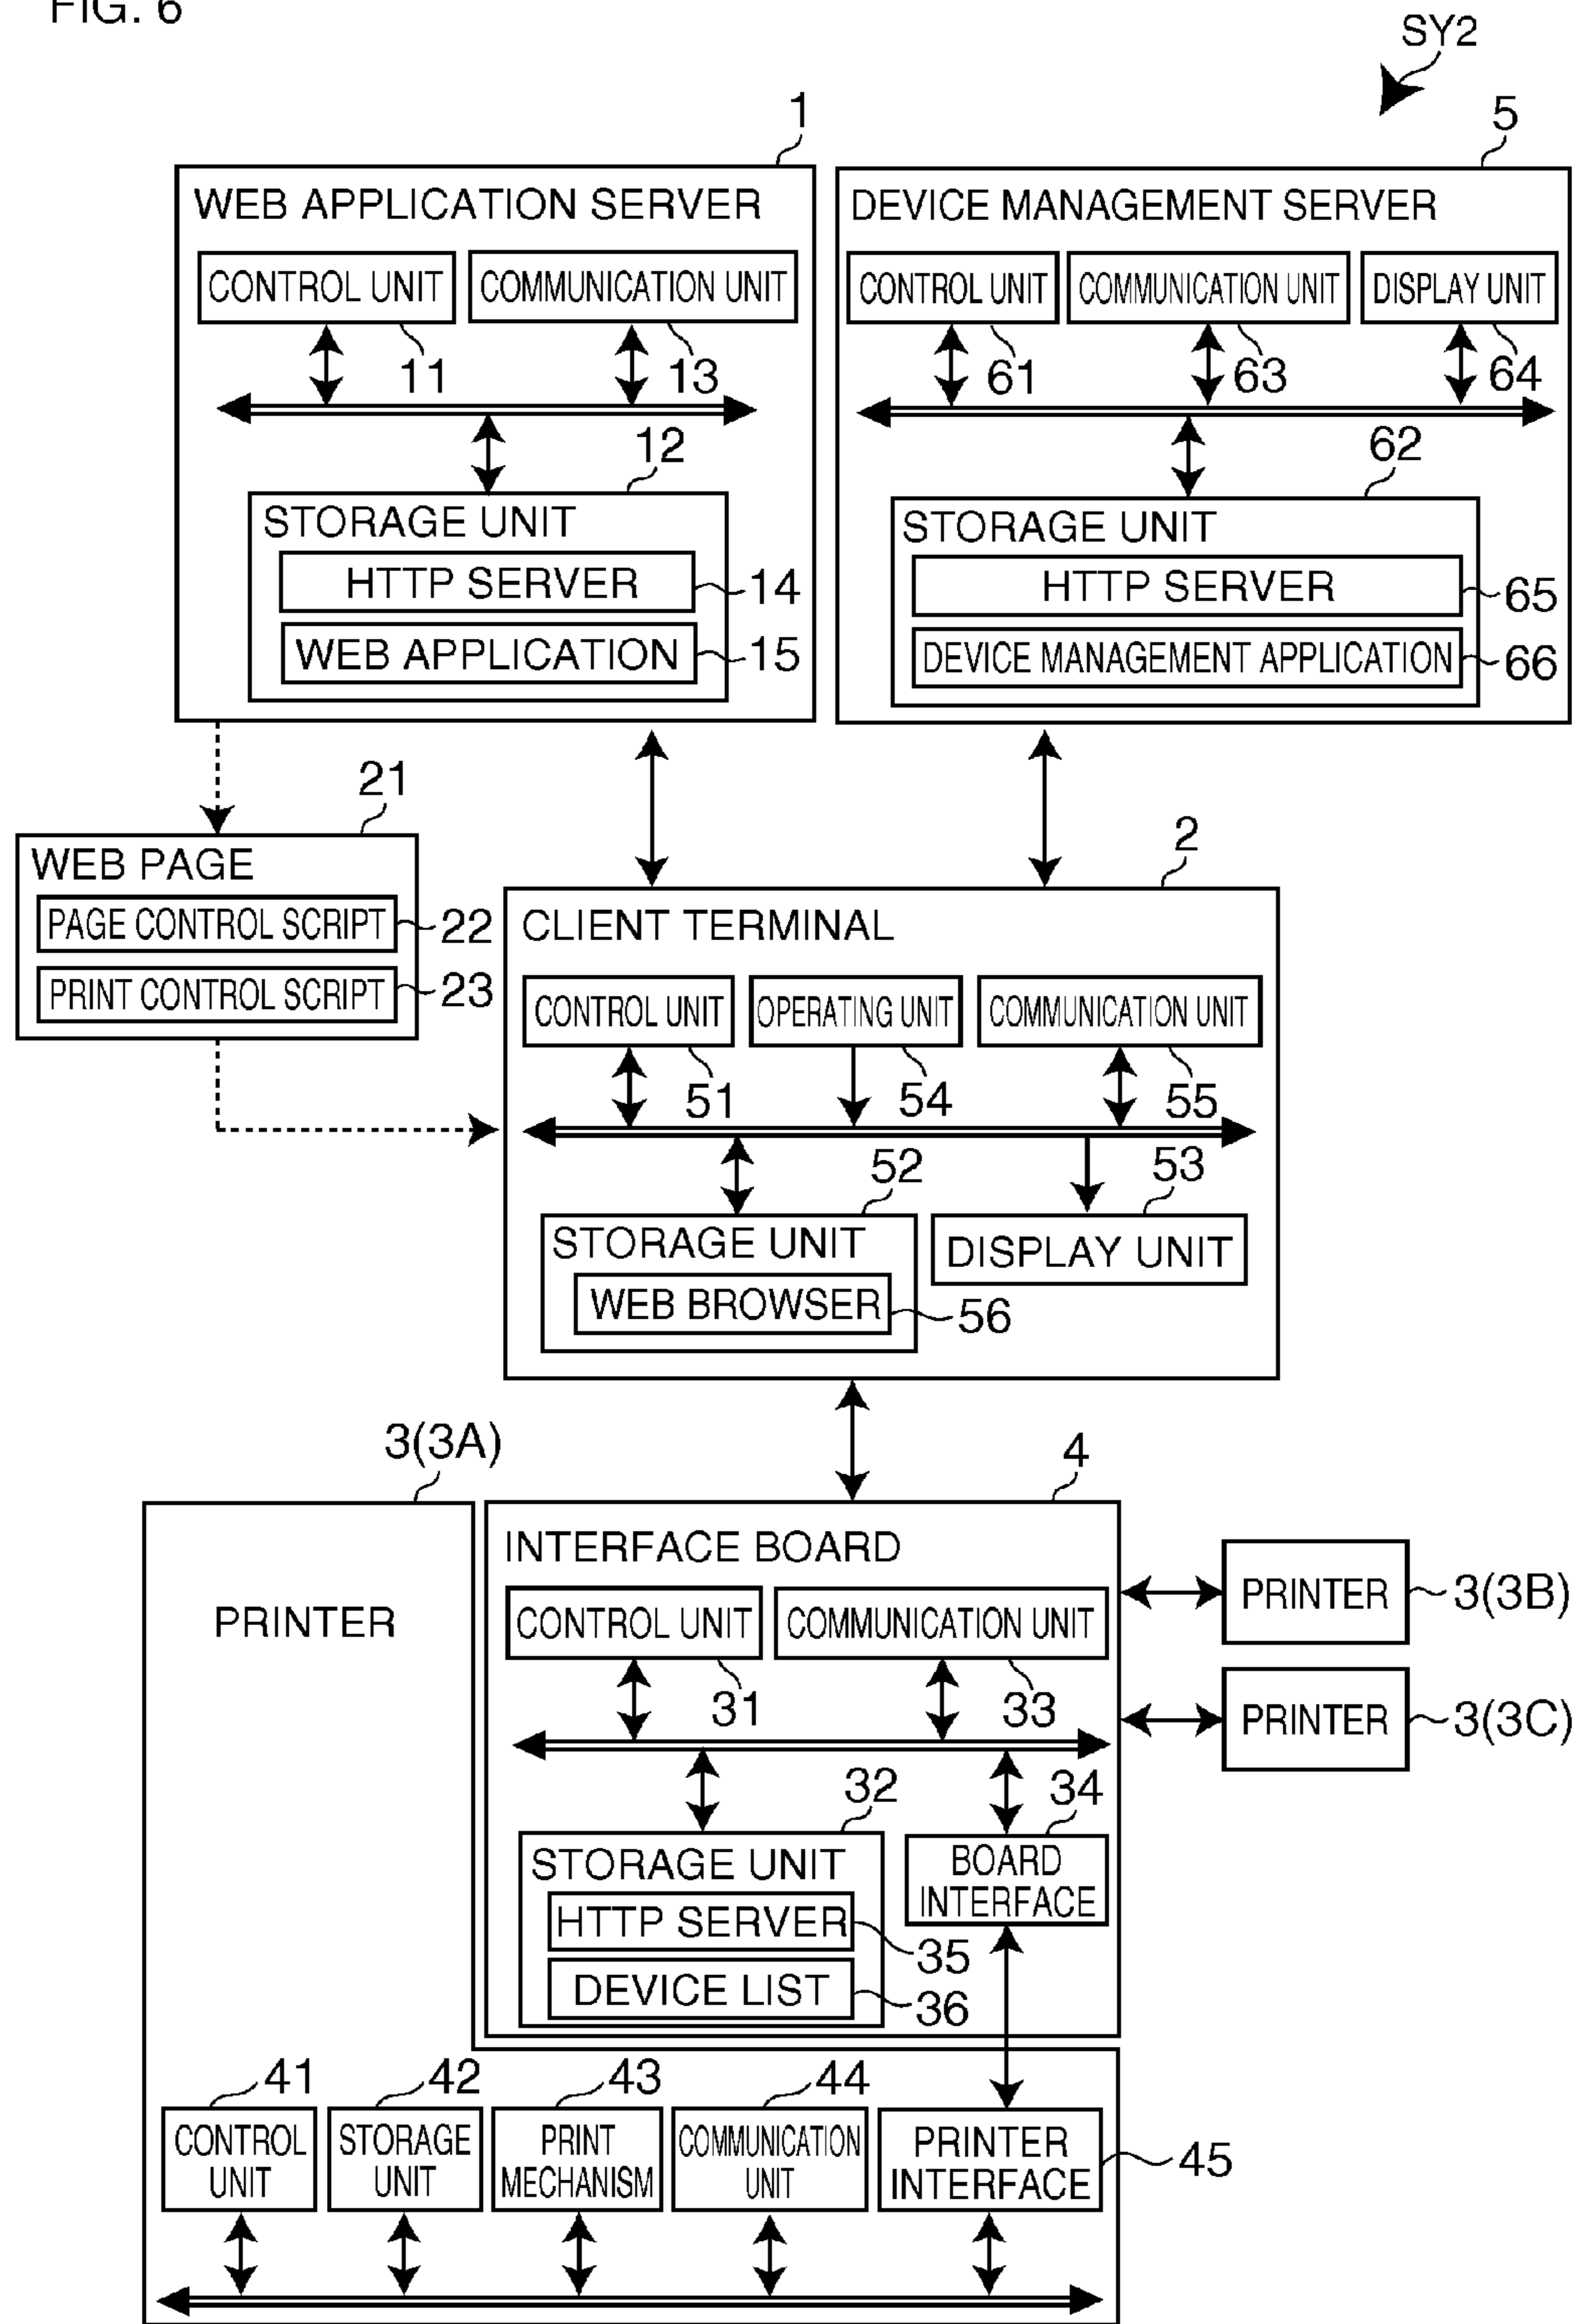 FIG. 6
SY2
1
5
WEB APPLICATION SERVER
DEVICE MANAGEMENT SERVER
CONTROL UNIT
COMMUNICATION UNIT
CONTROL UNIT
COMMUNICATION UNIT
DISPLAY UNIT
11
13
61
63
64
12
62
STORAGE UNIT
STORAGE UNIT
HTTP SERVER
14
HTTP SERVER
65
WEB APPLICATION
15
DEVICE MANAGEMENT APPLICATION
66
21
2
WEB PAGE
PAGE CONTROL SCRIPT
22
PRINT CONTROL SCRIPT
23
CLIENT TERMINAL
CONTROL UNIT
OPERATING UNIT
COMMUNICATION UNIT
51
54
55
52
53
STORAGE UNIT
DISPLAY UNIT
WEB BROWSER
56
3(3A)
4
PRINTER
INTERFACE BOARD
CONTROL UNIT
COMMUNICATION UNIT
PRINTER
3(3B)
31
33
PRINTER
3(3C)
32
34
STORAGE UNIT
BOARD
INTERFACE
HTTP SERVER
35
DEVICE LIST
36
41
42
43
44
CONTROL
UNIT
STORAGE
UNIT
PRINT
MECHANISM
COMMUNICATION
UNIT
PRINTER
INTERFACE
45